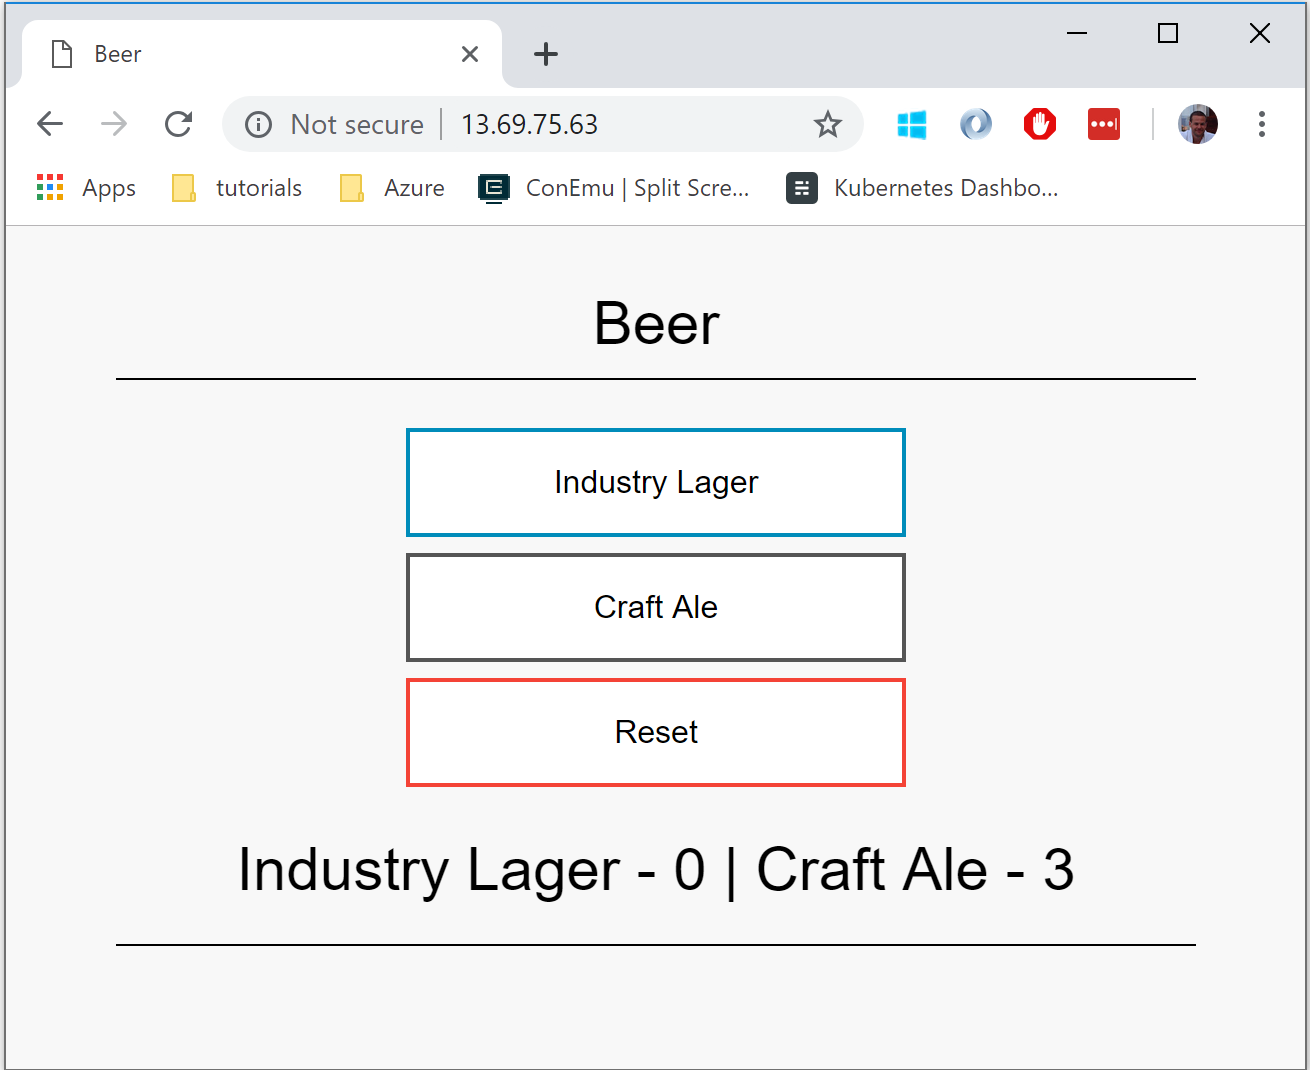 Beer
Not secure | 13.69.75.63
Apps tutorials Azure ConEmu | Split Scre... Kubernetes Dashbo...
Beer
Industry Lager
Craft Ale
Reset
Industry Lager - 0 | Craft Ale - 3